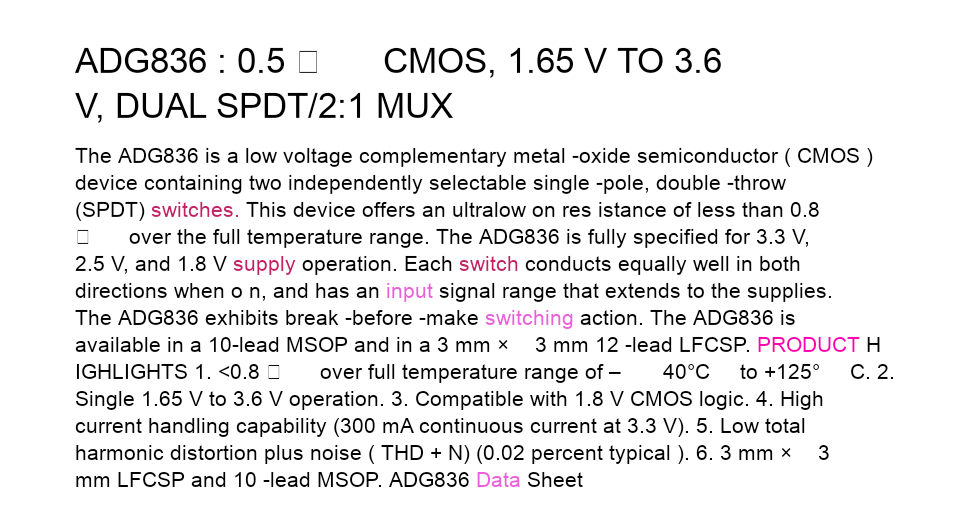 ADG836 : 0.5 □ CMOS, 1.65 V TO 3.6
V, DUAL SPDT/2:1 MUX
The ADG836 is a low voltage complementary metal -oxide semiconductor ( CMOS )
device containing two independently selectable single -pole, double -throw
(SPDT) switches. This device offers an ultralow on res istance of less than 0.8
□ over the full temperature range. The ADG836 is fully specified for 3.3 V,
2.5 V, and 1.8 V supply operation. Each switch conducts equally well in both
directions when o n, and has an input signal range that extends to the supplies.
The ADG836 exhibits break -before -make switching action. The ADG836 is
available in a 10-lead MSOP and in a 3 mm × 3 mm 12 -lead LFCSP. PRODUCT H
IGHLIGHTS 1. <0.8 □ over full temperature range of – 40°C to +125° C. 2.
Single 1.65 V to 3.6 V operation. 3. Compatible with 1.8 V CMOS logic. 4. High
current handling capability (300 mA continuous current at 3.3 V). 5. Low total
harmonic distortion plus noise ( THD + N) (0.02 percent typical ). 6. 3 mm × 3
mm LFCSP and 10 -lead MSOP. ADG836 Data Sheet